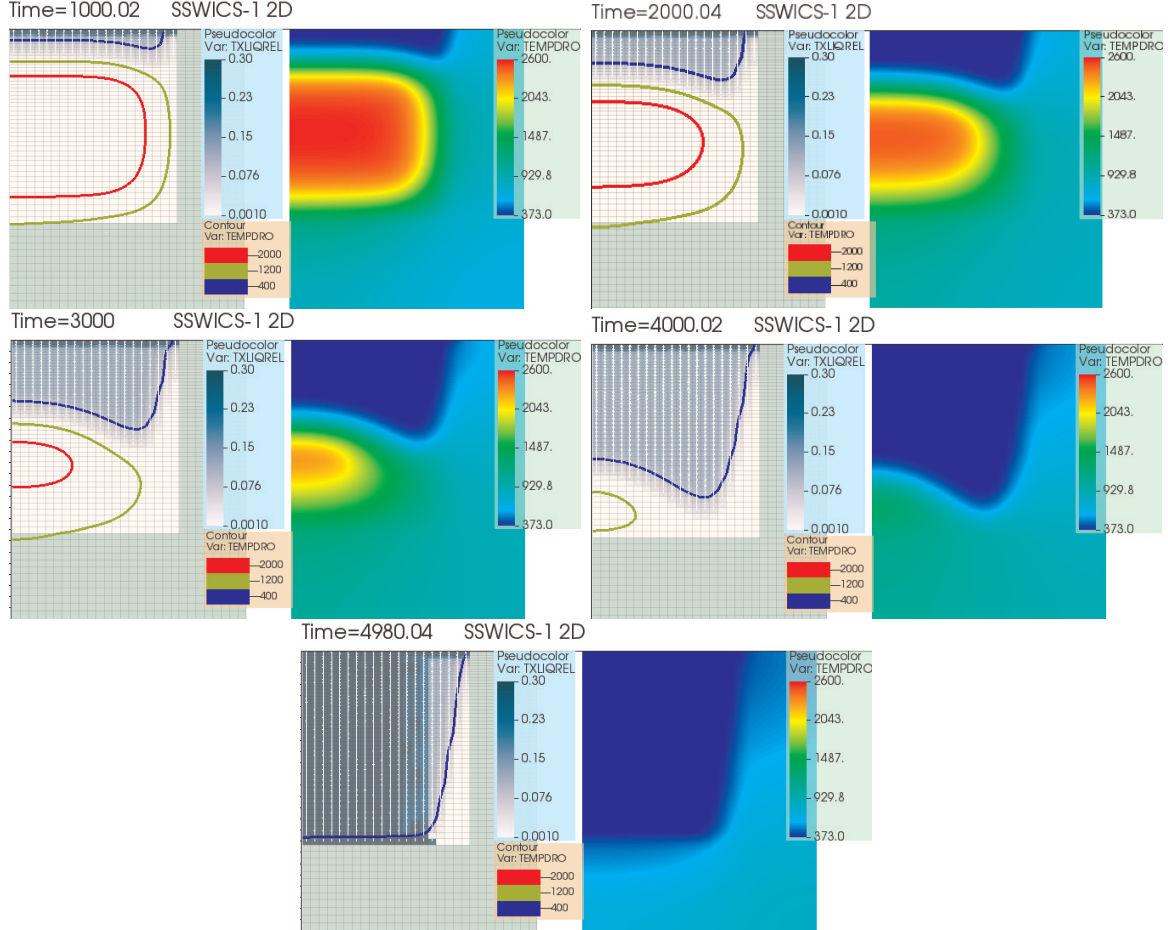 Time=1000.02 SSWICS-1 2D
Pseudocolor
Var: TXLIQREL
0.30
0.23
0.15
0.076
0.0010
Contour
Var: TEMPDRO
2000
1200
400
Pseudocolor
Var: TEMPDRO
2600.
2043.
1487.
929.8
373.0
Time=2000.04 SSWICS-1 2D
Pseudocolor
Var: TXLIQREL
0.30
0.23
0.15
0.076
0.0010
Contour
Var: TEMPDRO
2000
1200
400
Pseudocolor
Var: TEMPDRO
2600.
2043.
1487.
929.8
373.0
Time=3000 SSWICS-1 2D
Pseudocolor
Var: TXLIQREL
0.30
0.23
0.15
0.076
0.0010
Contour
Var: TEMPDRO
2000
1200
400
Pseudocolor
Var: TEMPDRO
2600.
2043.
1487.
929.8
373.0
Time=4000.02 SSWICS-1 2D
Pseudocolor
Var: TXLIQREL
0.30
0.23
0.15
0.076
0.0010
Contour
Var: TEMPDRO
2000
1200
400
Pseudocolor
Var: TEMPDRO
2600.
2043.
1487.
929.8
373.0
Time=4980.04 SSWICS-1 2D
Pseudocolor
Var: TXLIQREL
0.30
0.23
0.15
0.076
0.0010
Contour
Var: TEMPDRO
2000
1200
400
Pseudocolor
Var: TEMPDRO
2600.
2043.
1487.
929.8
373.0